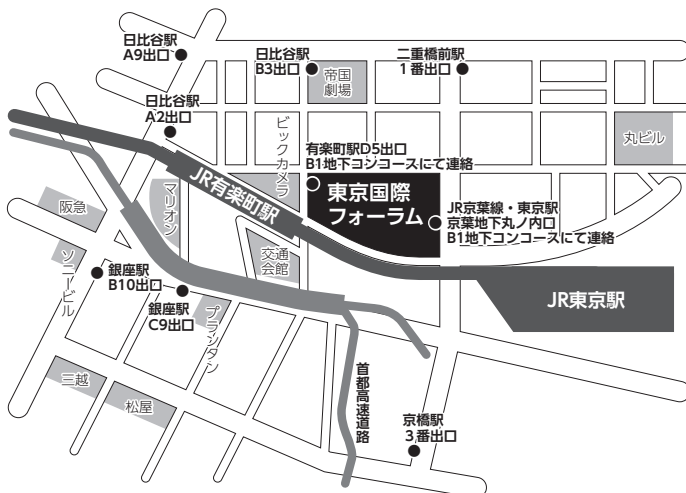 日比谷駅
A9出口
日比谷駅
B3出口
二重橋前駅
1番出口
帝国
劇場
日比谷駅
A2出口
ビックカメラ
有楽町駅D5出口
B1地下コンコースにて連絡
丸ビル
JR有楽町駅
東京国際
フォーラム
JR京葉線・東京駅
京葉地下丸ノ内口
B1地下コンコースにて連絡
阪急
マリオン
ソニービル
交通
会館
銀座駅
B10出口
銀座駅
C9出口
プランタン
JR東京駅
三越
松屋
首都高速道路
京橋駅
3番出口